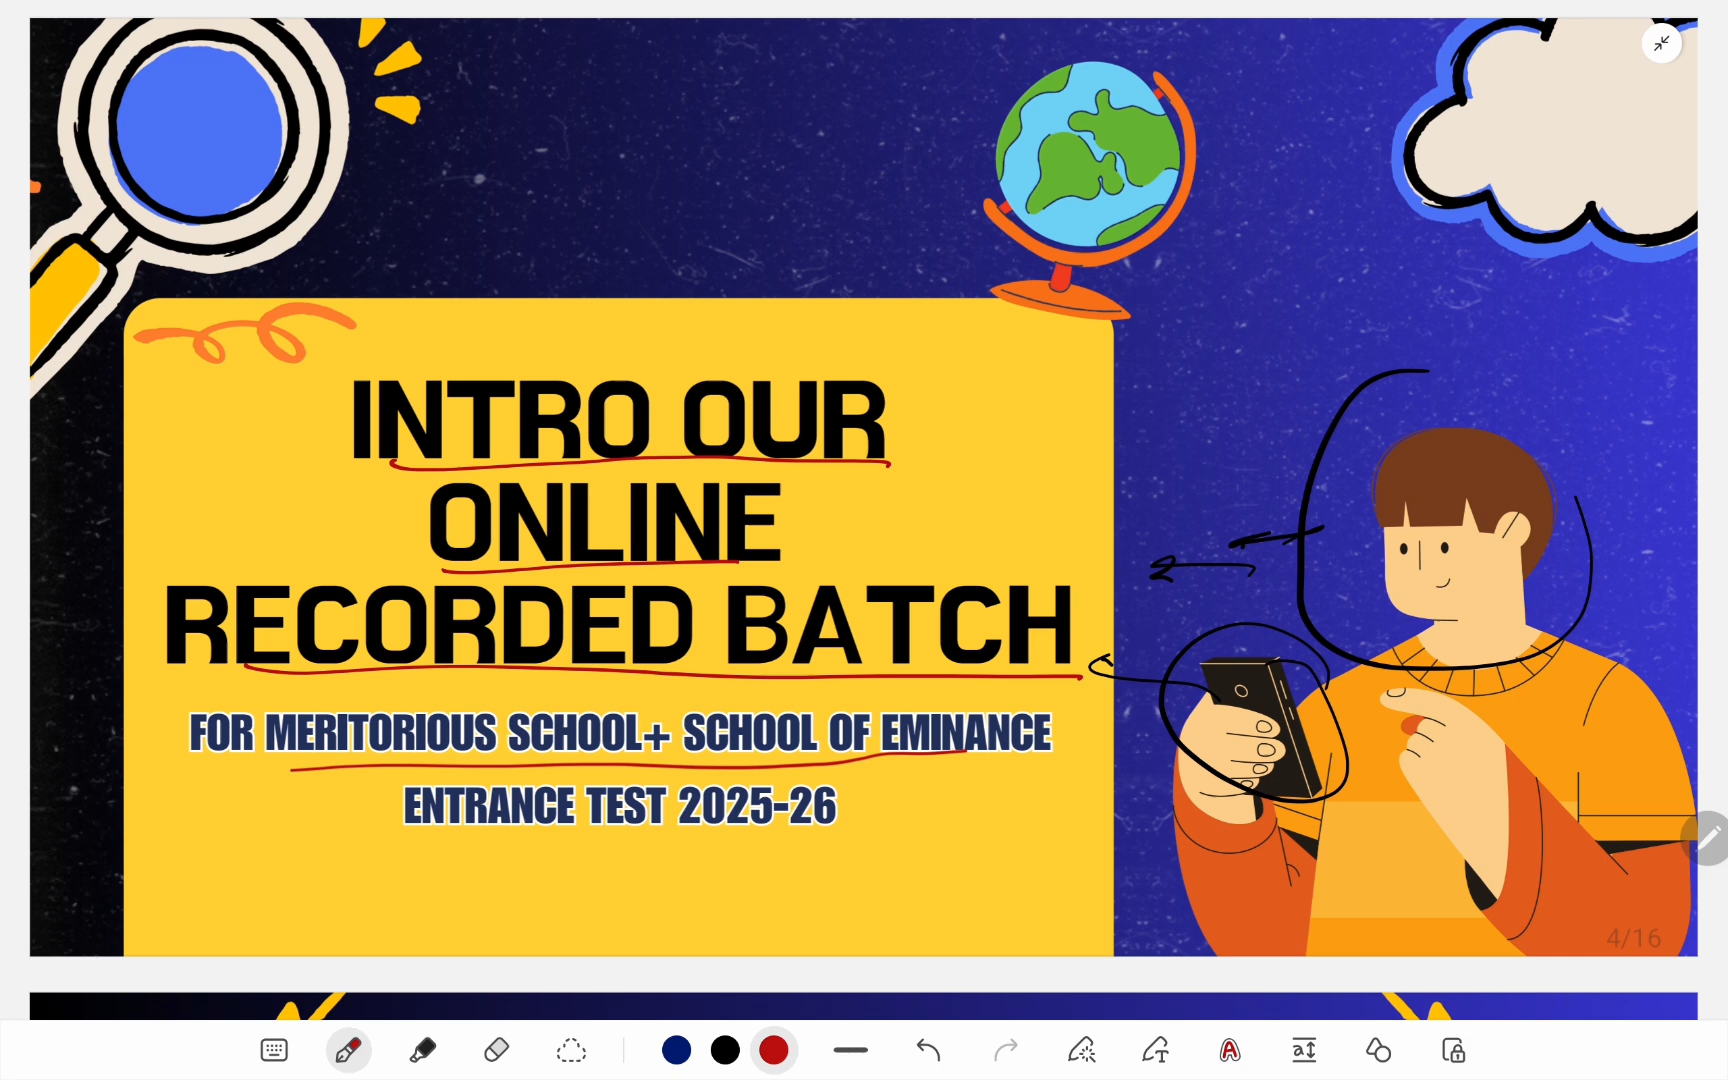 INTRO OUR
ONLINE
RECORDED BATCH
FOR MERITORIOUS SCHOOL+ SCHOOL OF EMINANCE
ENTRANCE TEST 2025-26
4/16